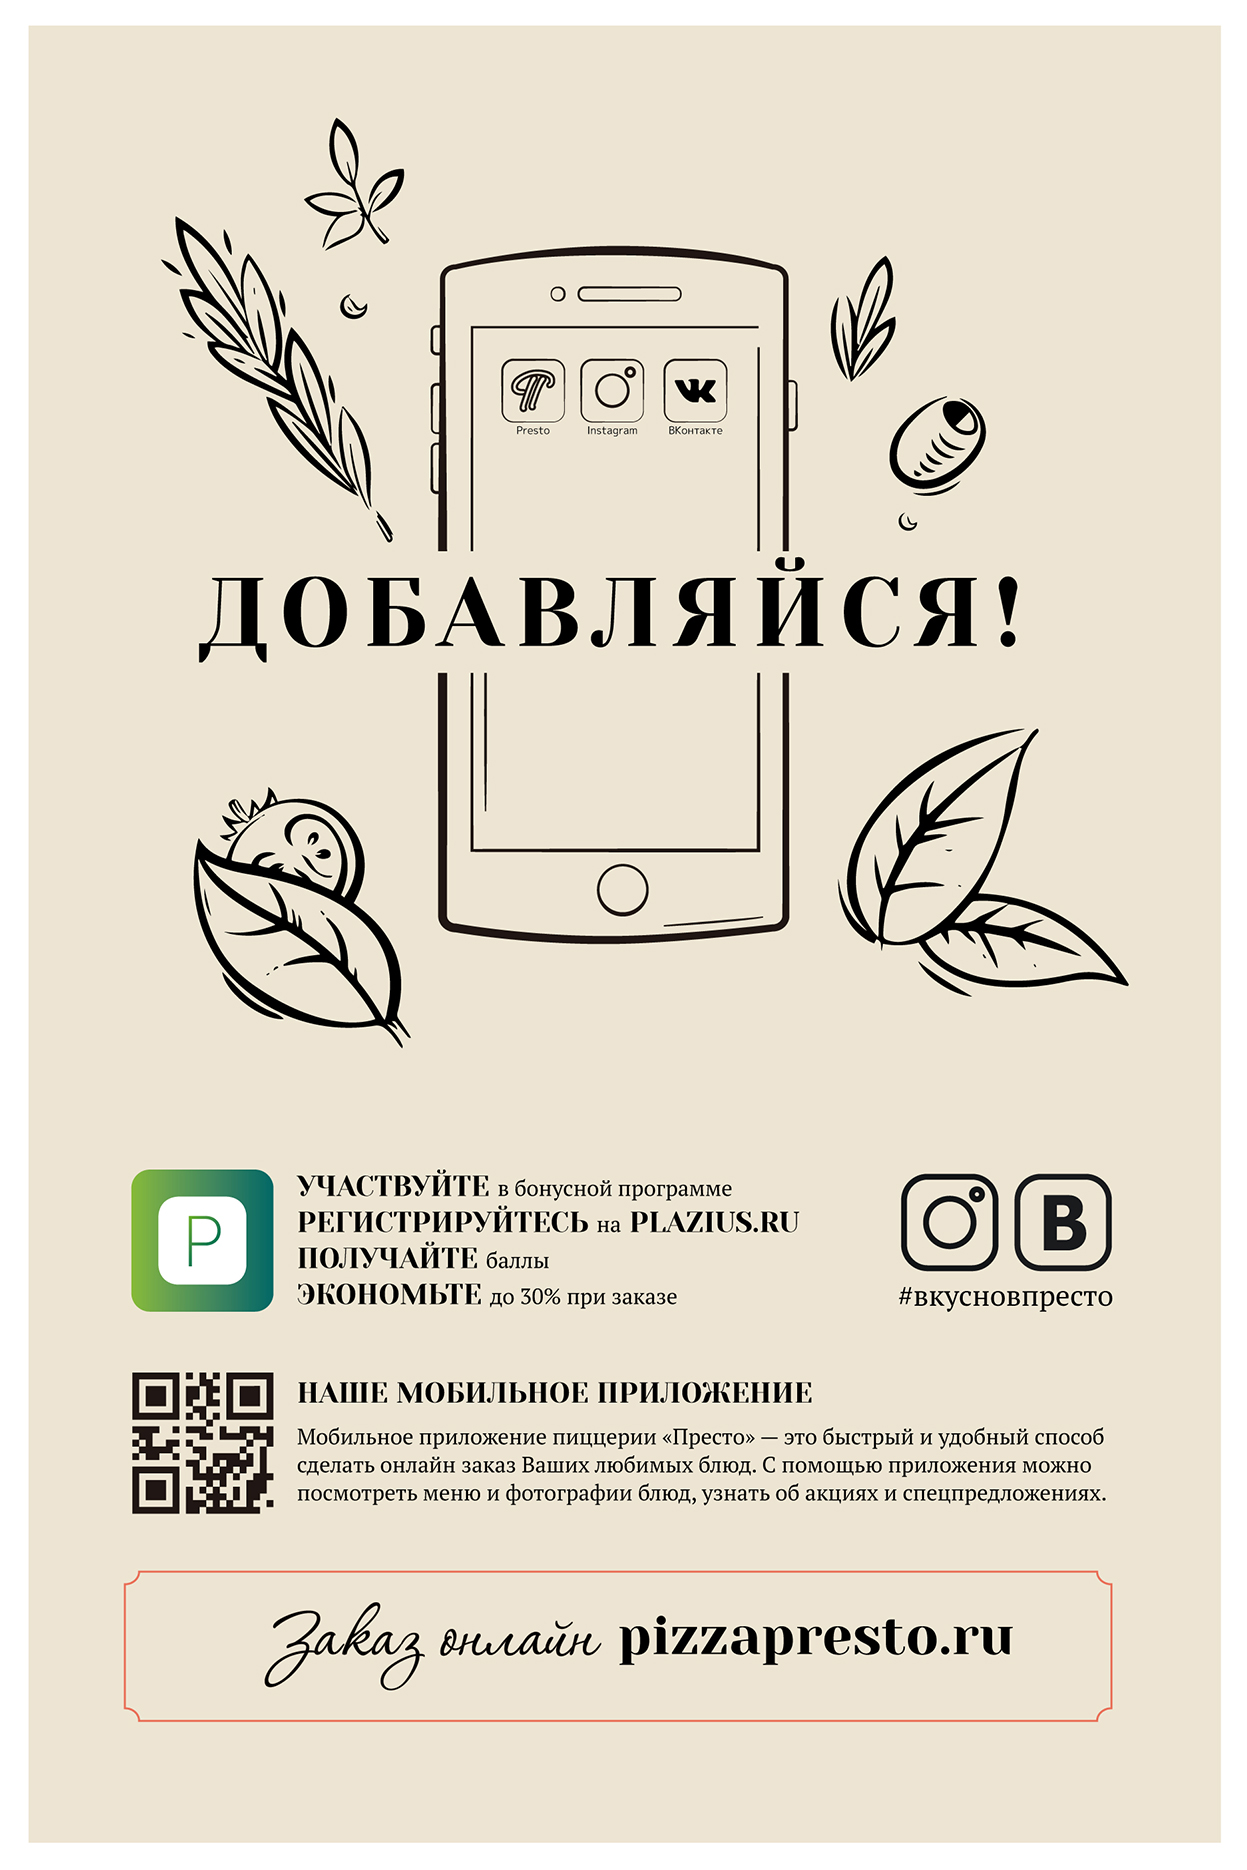 Presto
Instagram
ВКонтакте
ДОБАВЛЯЙСЯ!
P
УЧАСТВУЙТЕ в бонусной программе
РЕГИСТРИРУЙТЕСЬ на PLAZIUS.RU
ПОЛУЧАЙТЕ баллы
ЭКОНОМЬТЕ до 30% при заказе
В
#вкусновпресто
НАШЕ МОБИЛЬНОЕ ПРИЛОЖЕНИЕ
Мобильное приложение пиццерии «Престо» — это быстрый и удобный способ
сделать онлайн заказ Ваших любимых блюд. С помощью приложения можно
посмотреть меню и фотографии блюд, узнать об акциях и спецпредложениях.
Заказ онлайн pizzapresto.ru